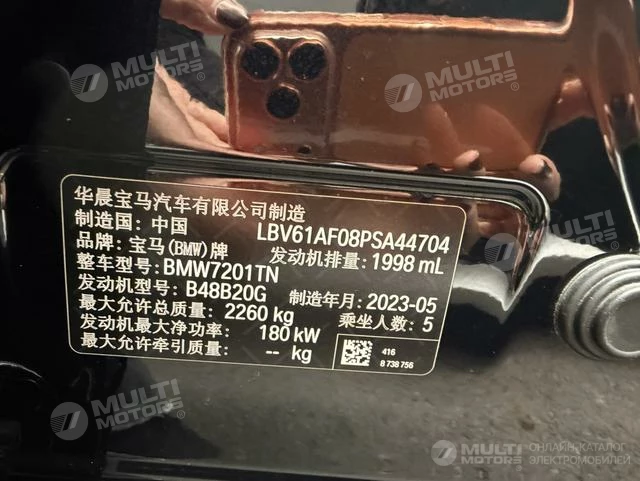 MULTI MOTORS®
MULTI MOTORS®
华晨宝马汽车有限公司制造
制造国: 中国 LBV61AF08PSA44704
品牌: 宝马(BMW)牌 发动机排量: 1998 mL
整车型号: BMW7201TN
发动机型号: B48B20G 制造年月: 2023-05
最大允许总质量: 2260 kg 乘坐人数: 5
发动机最大净功率: 180 kW
最大允许牵引质量: -- kg
416
8 738 756
MULTI MOTORS®
MULTI MOTORS® ОНЛАЙН-КАТАЛОГ ЭЛЕКТРОМОБИЛЕЙ